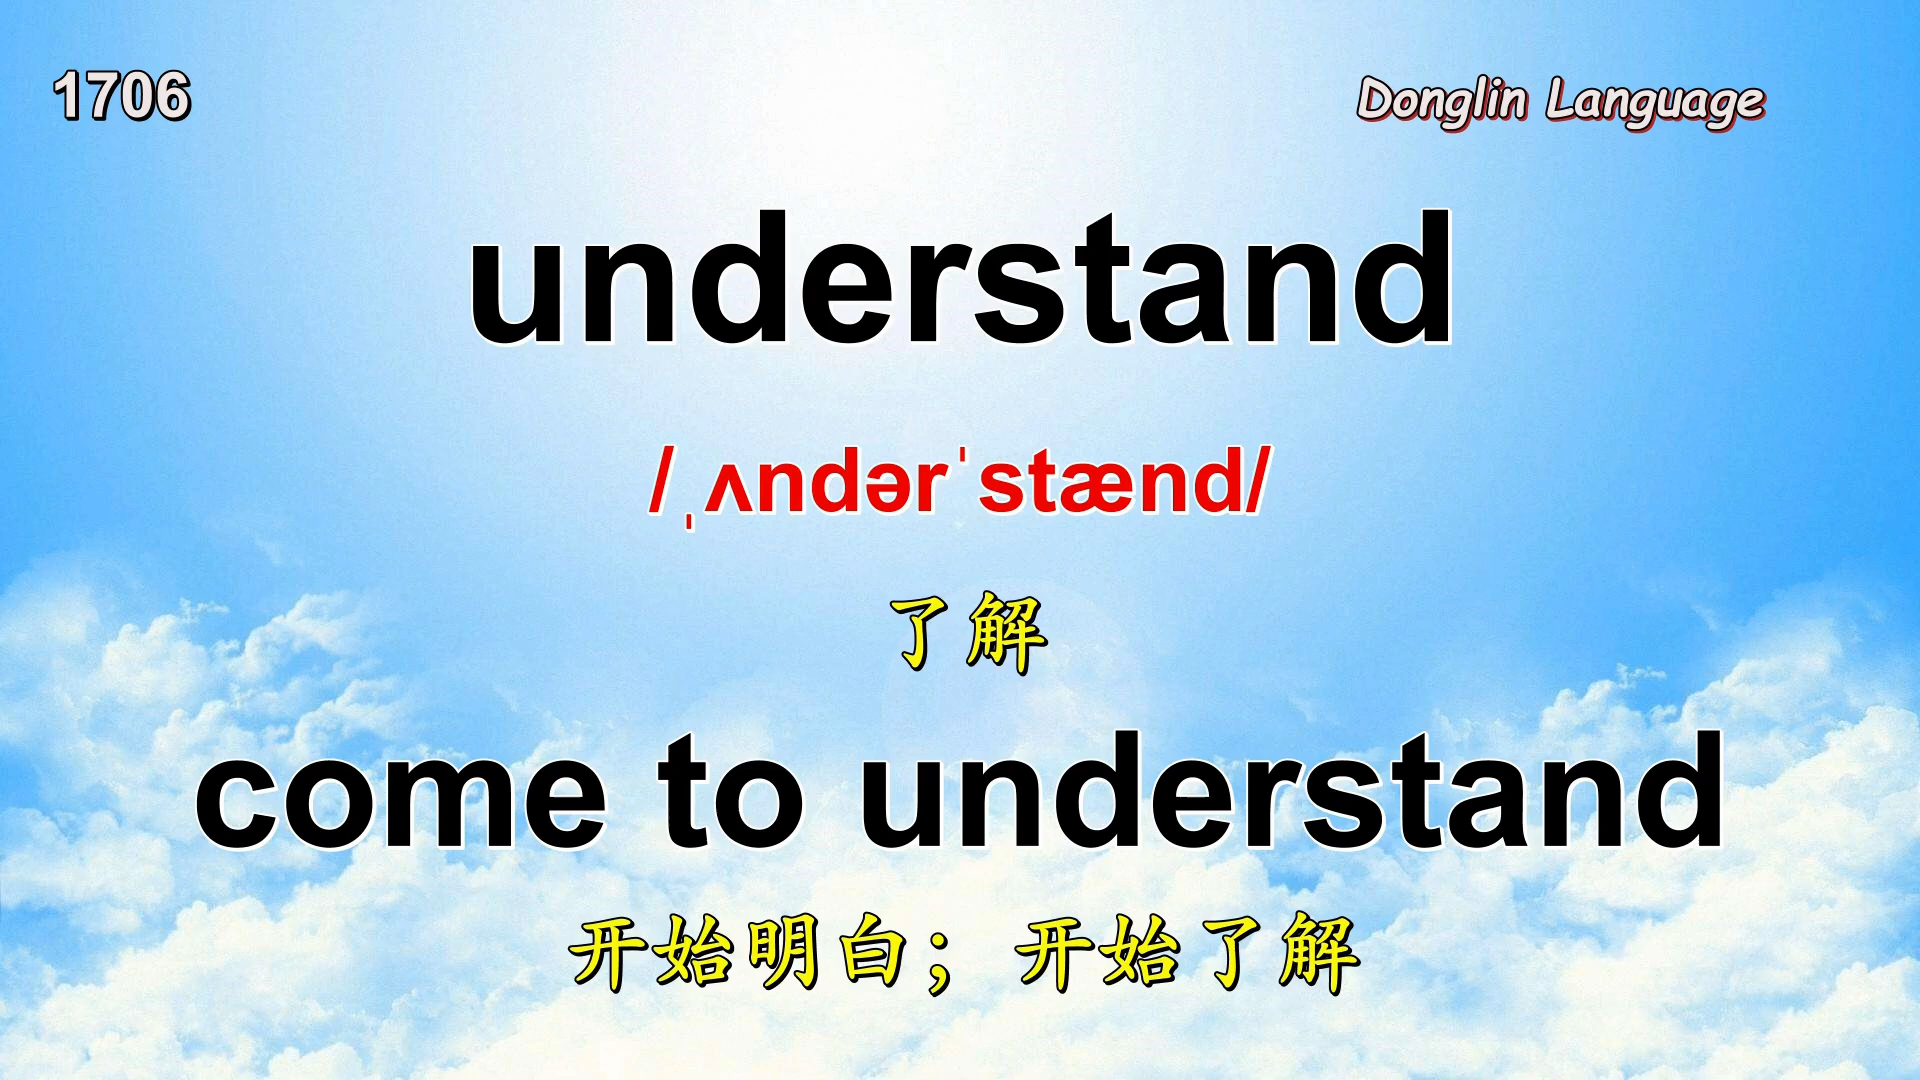 1706
Donglin Language
understand
/ˌʌndərˈstænd/
了解
come to understand
开始明白；开始了解